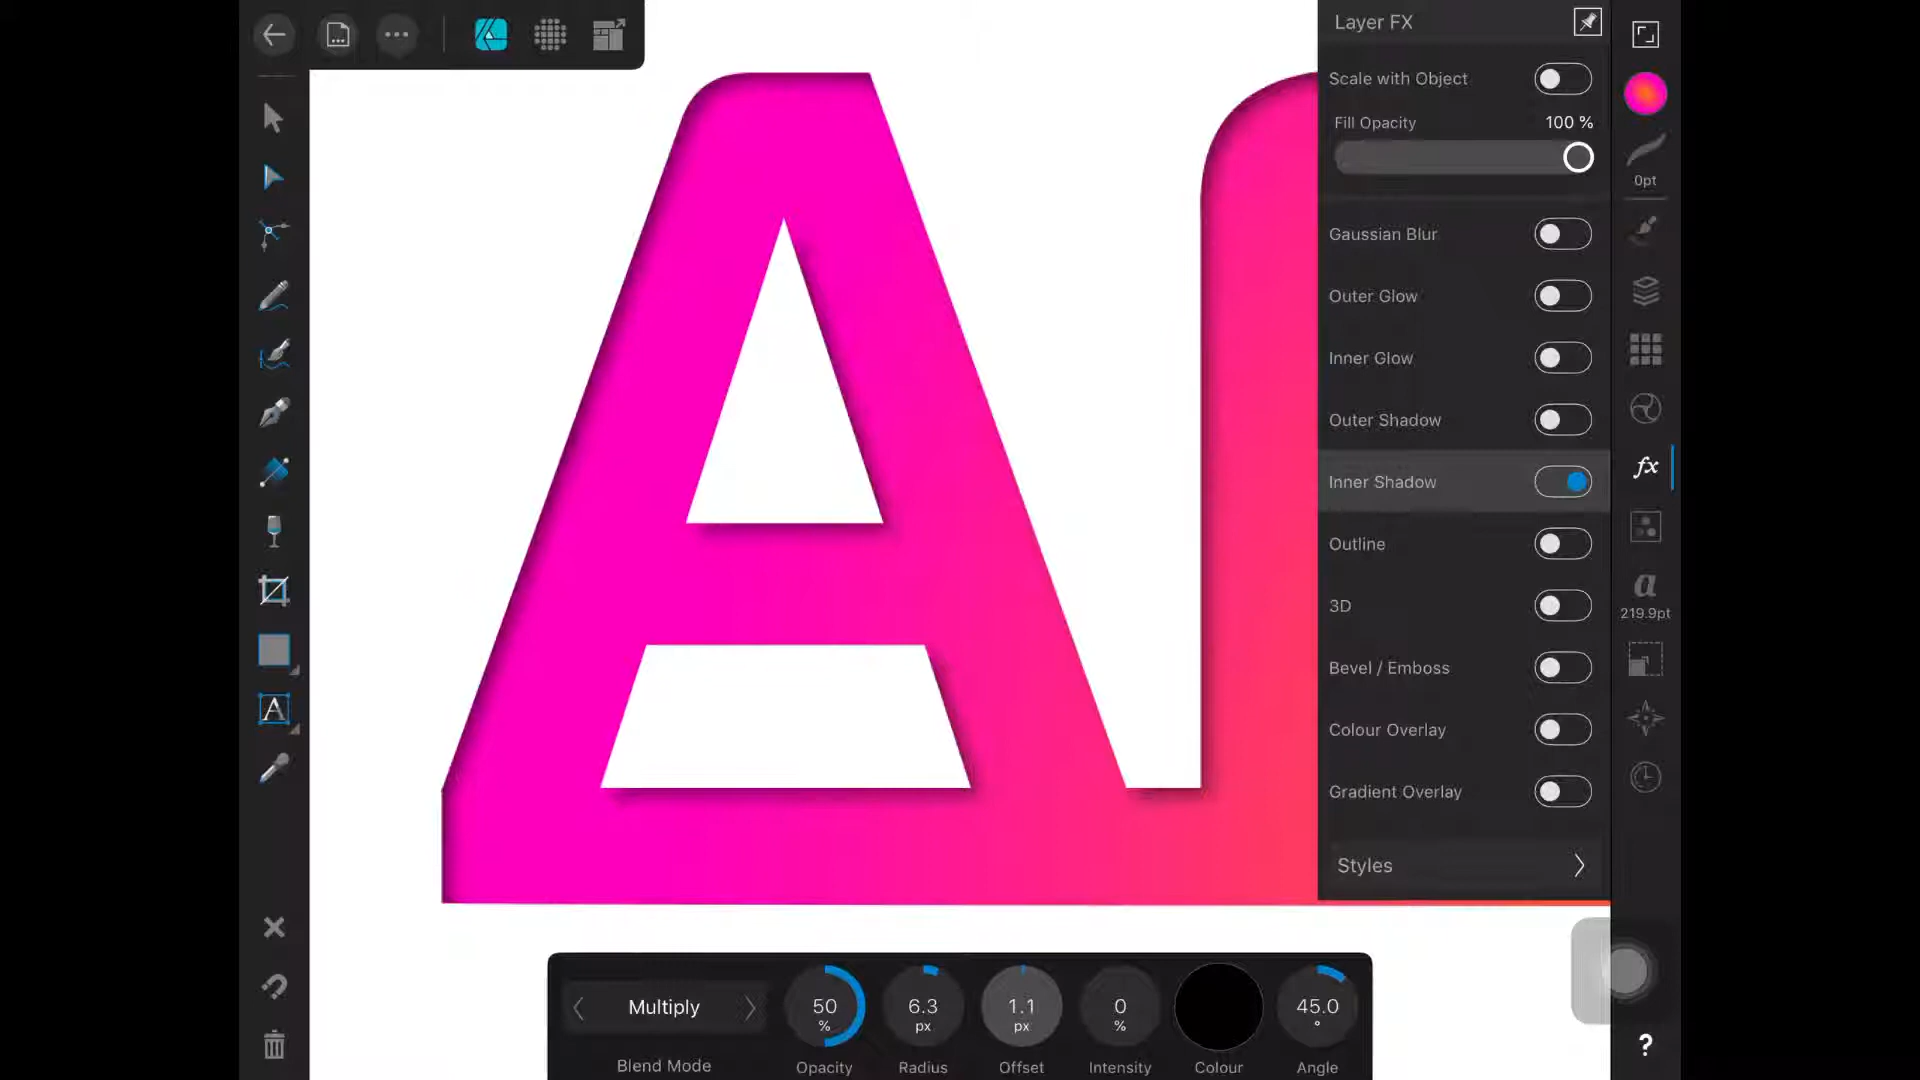 Layer FX
Scale with Object
Fill Opacity 100 %
0pt
Gaussian Blur
Outer Glow
Inner Glow
Outer Shadow
Inner Shadow
Outline
3D
Bevel / Emboss
Colour Overlay
Gradient Overlay
Styles
fx
a
219.9pt
A
A
Multiply
Blend Mode
50
%
Opacity
6.3
px
Radius
1.1
px
Offset
0
%
Intensity
Colour
45.0
°
Angle
?